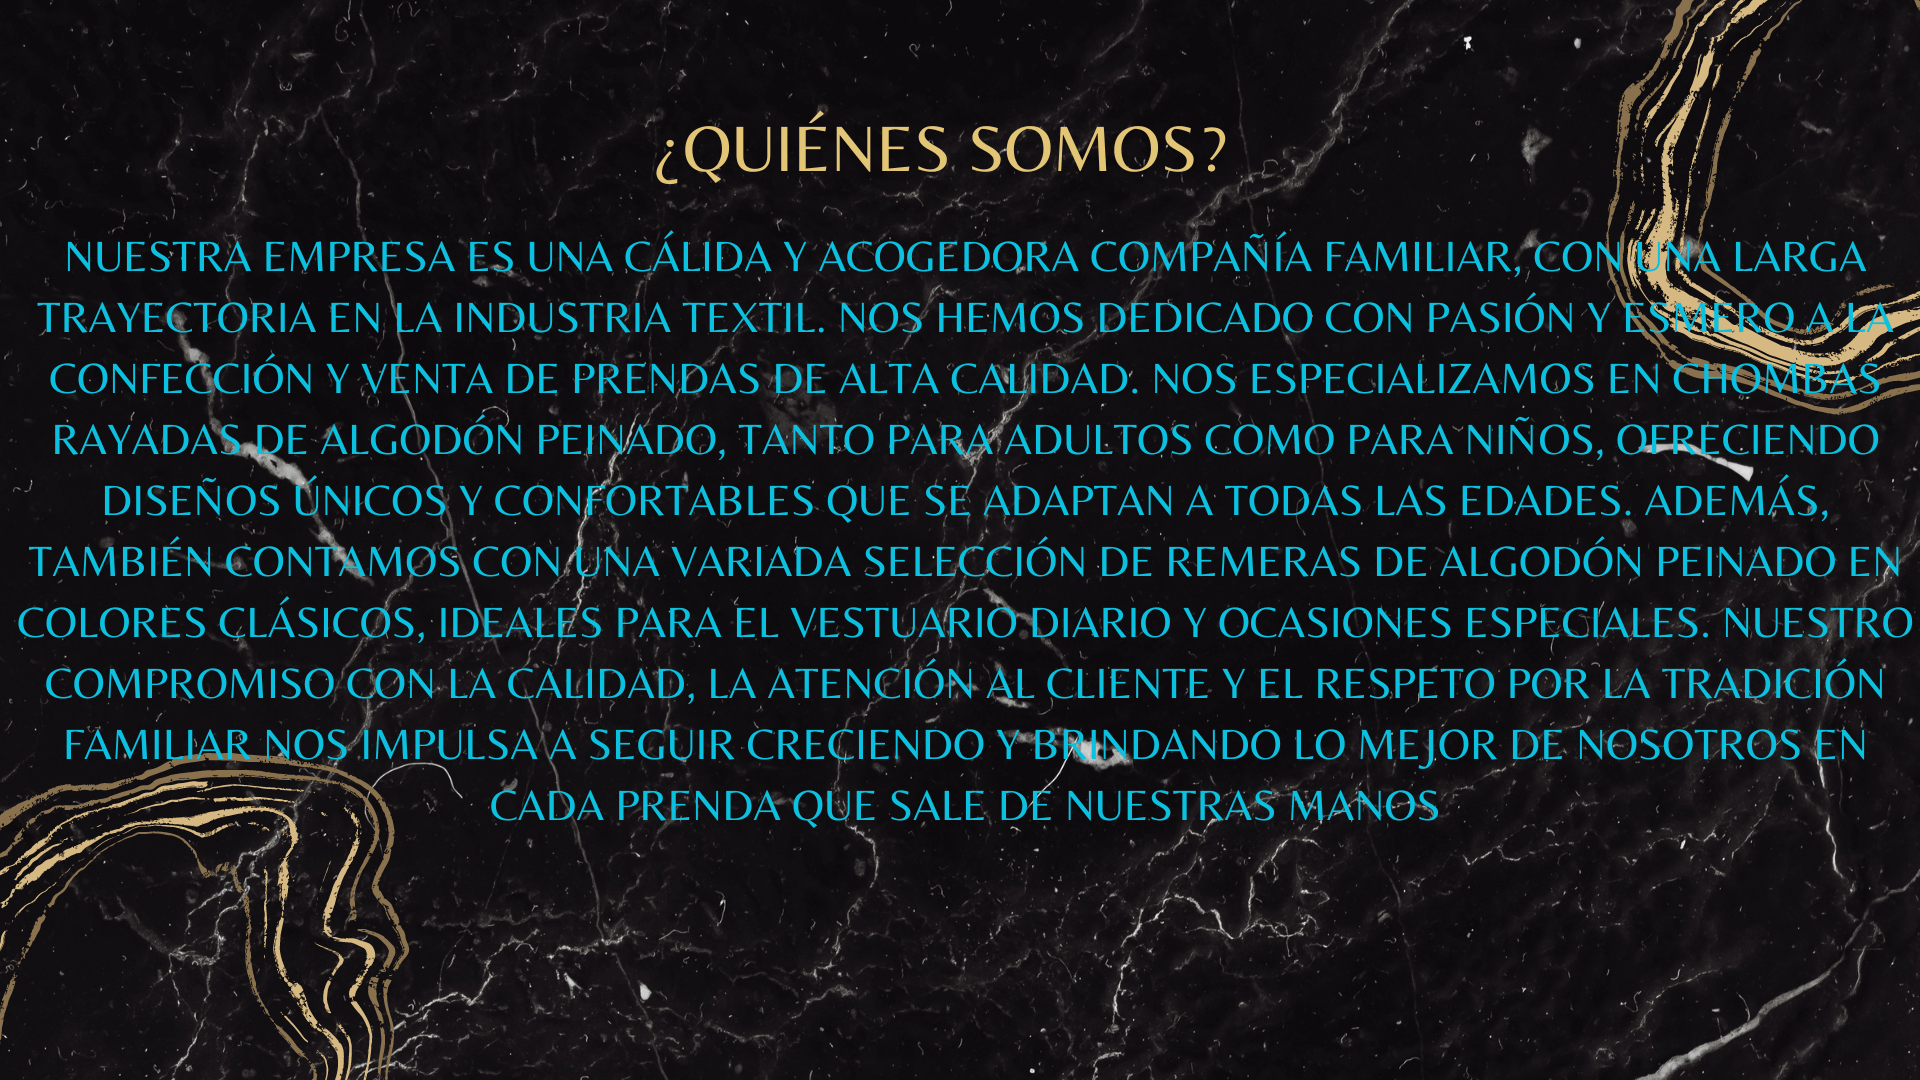 ¿QUIÉNES SOMOS?
NUESTRA EMPRESA ES UNA CÁLIDA Y ACOGEDORA COMPAÑÍA FAMILIAR, CON UNA LARGA
TRAYECTORIA EN LA INDUSTRIA TEXTIL. NOS HEMOS DEDICADO CON PASIÓN Y ESMERO A LA
CONFECCIÓN Y VENTA DE PRENDAS DE ALTA CALIDAD. NOS ESPECIALIZAMOS EN CHOMBAS
RAYADAS DE ALGODÓN PEINADO, TANTO PARA ADULTOS COMO PARA NIÑOS, OFRECIENDO
DISEÑOS ÚNICOS Y CONFORTABLES QUE SE ADAPTAN A TODAS LAS EDADES. ADEMÁS,
TAMBIÉN CONTAMOS CON UNA VARIADA SELECCIÓN DE REMERAS DE ALGODÓN PEINADO EN
COLORES CLÁSICOS, IDEALES PARA EL VESTUARIO DIARIO Y OCASIONES ESPECIALES. NUESTRO
COMPROMISO CON LA CALIDAD, LA ATENCIÓN AL CLIENTE Y EL RESPETO POR LA TRADICIÓN
FAMILIAR NOS IMPULSA A SEGUIR CRECIENDO Y BRINDANDO LO MEJOR DE NOSOTROS EN
CADA PRENDA QUE SALE DE NUESTRAS MANOS